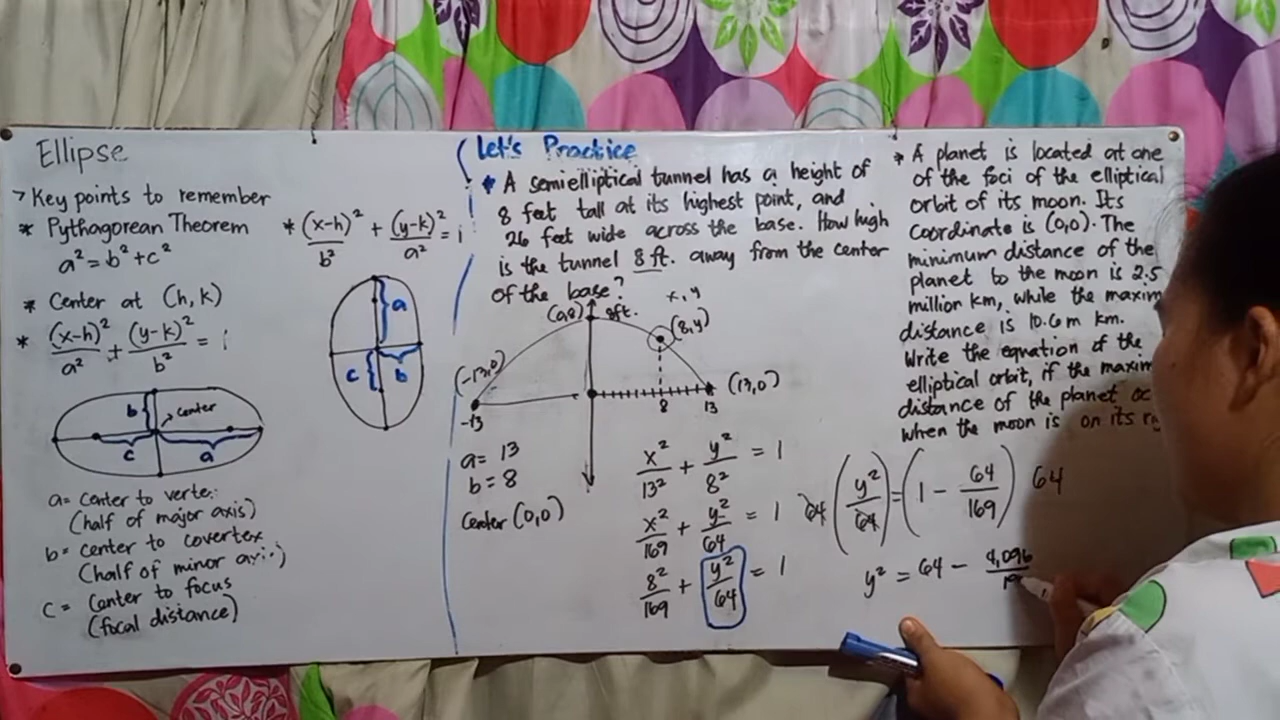 Ellipse
> Key points to remember
* Pythagorean Theorem
a² = b² + c²
* Center at (h, k)
* (x-h)²/a² + (y-k)²/b² = 1
b
center
c
a
a = Center to vertex
(half of major axis)
b = center to covertex
(half of minor axis)
c = Center to focus
(focal distance)
* (x-h)²/b² + (y-k)²/a² = 1
a
c
b
Let's Practice
* A semielliptical tunnel has a height of
8 feet tall at its highest point, and
26 feet wide across the base. How high
is the tunnel 8 ft. away from the center
of the base?
x, y
(0,8) 8ft.
(8,y)
(-13,0)
(13,0)
-13
8
13
a = 13
b = 8
Center (0,0)
x²/13² + y²/8² = 1
x²/169 + y²/64 = 1
8²/169 + y²/64 = 1
* A planet is located at one
of the foci of the elliptical
orbit of its moon. Its
Coordinate is (0,0). The
minimum distance of the
planet to the moon is 2.5
million km, while the maxim
distance is 10.6 m km.
Write the equation of the
elliptical orbit, if the maxim
distance of the planet oc
when the moon is on its
64 (y²/64) = (1 - 64/169) 64
y² = 64 - 4,096/